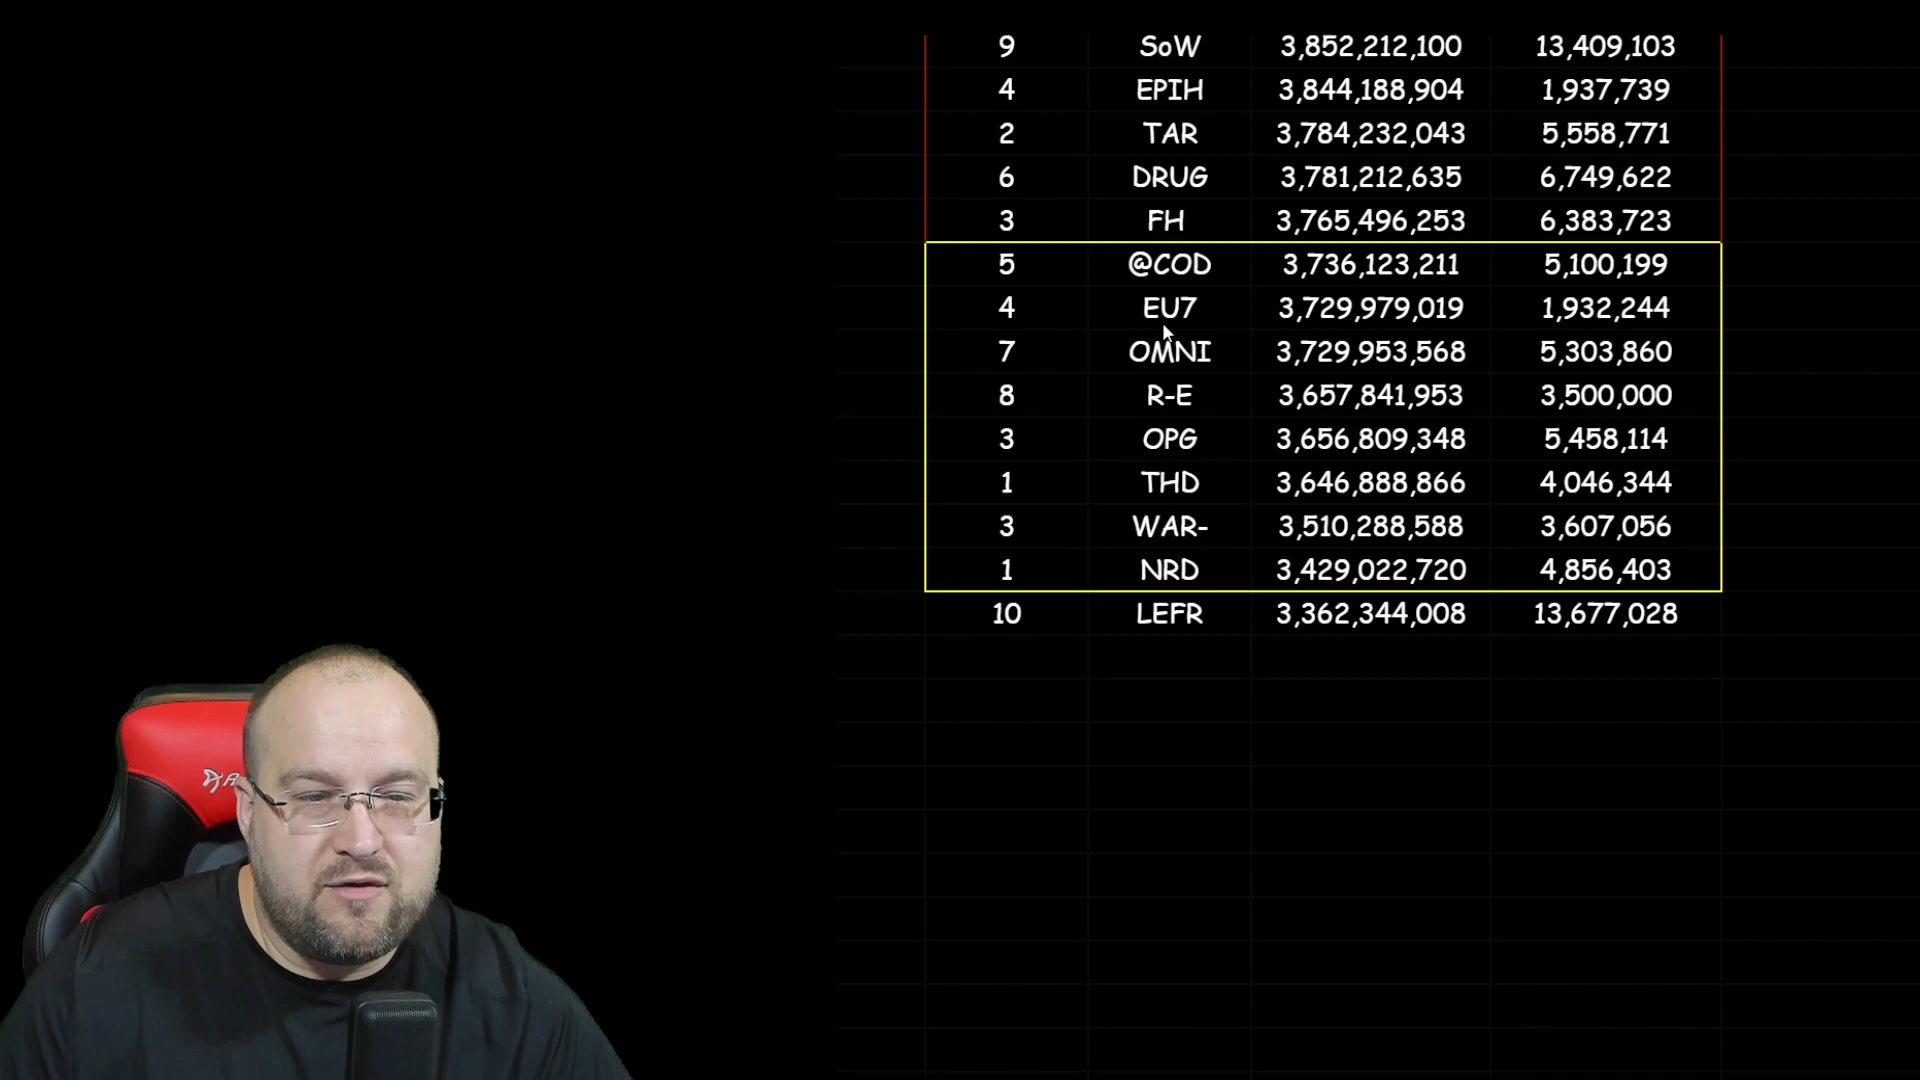 9 SoW 3,852,212,100 13,409,103
4 EPIH 3,844,188,904 1,937,739
2 TAR 3,784,232,043 5,558,771
6 DRUG 3,781,212,635 6,749,622
3 FH 3,765,496,253 6,383,723
5 @COD 3,736,123,211 5,100,199
4 EU7 3,729,979,019 1,932,244
7 OMNI 3,729,953,568 5,303,860
8 R-E 3,657,841,953 3,500,000
3 OPG 3,656,809,348 5,458,114
1 THD 3,646,888,866 4,046,344
3 WAR- 3,510,288,588 3,607,056
1 NRD 3,429,022,720 4,856,403
10 LEFR 3,362,344,008 13,677,028